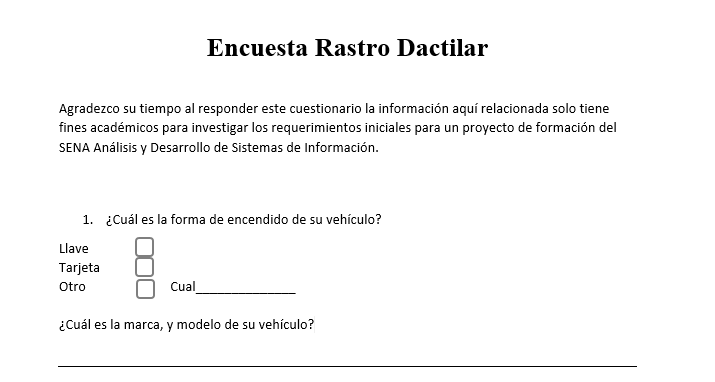 Encuesta Rastro Dactilar
Agradezco su tiempo al responder este cuestionario la información aquí relacionada solo tiene
fines académicos para investigar los requerimientos iniciales para un proyecto de formación del
SENA Análisis y Desarrollo de Sistemas de Información.
1. ¿Cuál es la forma de encendido de su vehículo?
Llave
Tarjeta
Otro Cual______________
¿Cuál es la marca, y modelo de su vehículo?